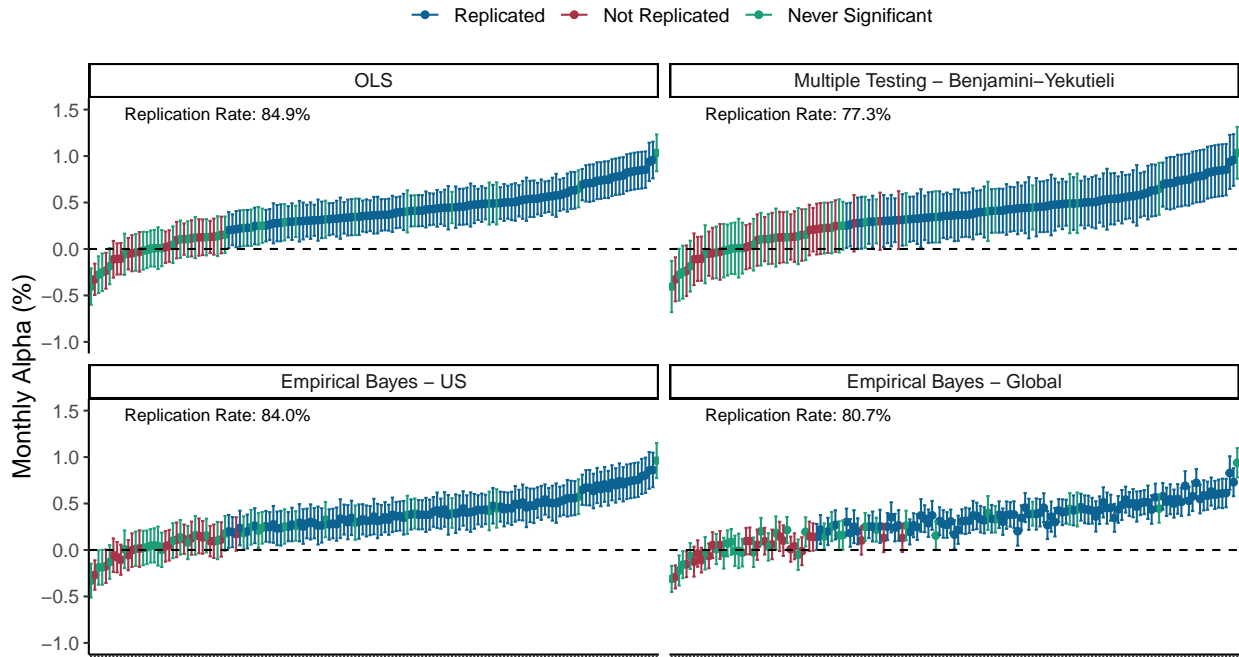 Replicated Not Replicated Never Significant
OLS
Multiple Testing − Benjamini−Yekutieli
Replication Rate: 84.9%
Replication Rate: 77.3%
1.5
1.0
0.5
0.0
−0.5
−1.0
Empirical Bayes − US
Empirical Bayes − Global
Replication Rate: 84.0%
Replication Rate: 80.7%
1.5
1.0
0.5
0.0
−0.5
−1.0
Monthly Alpha (%)